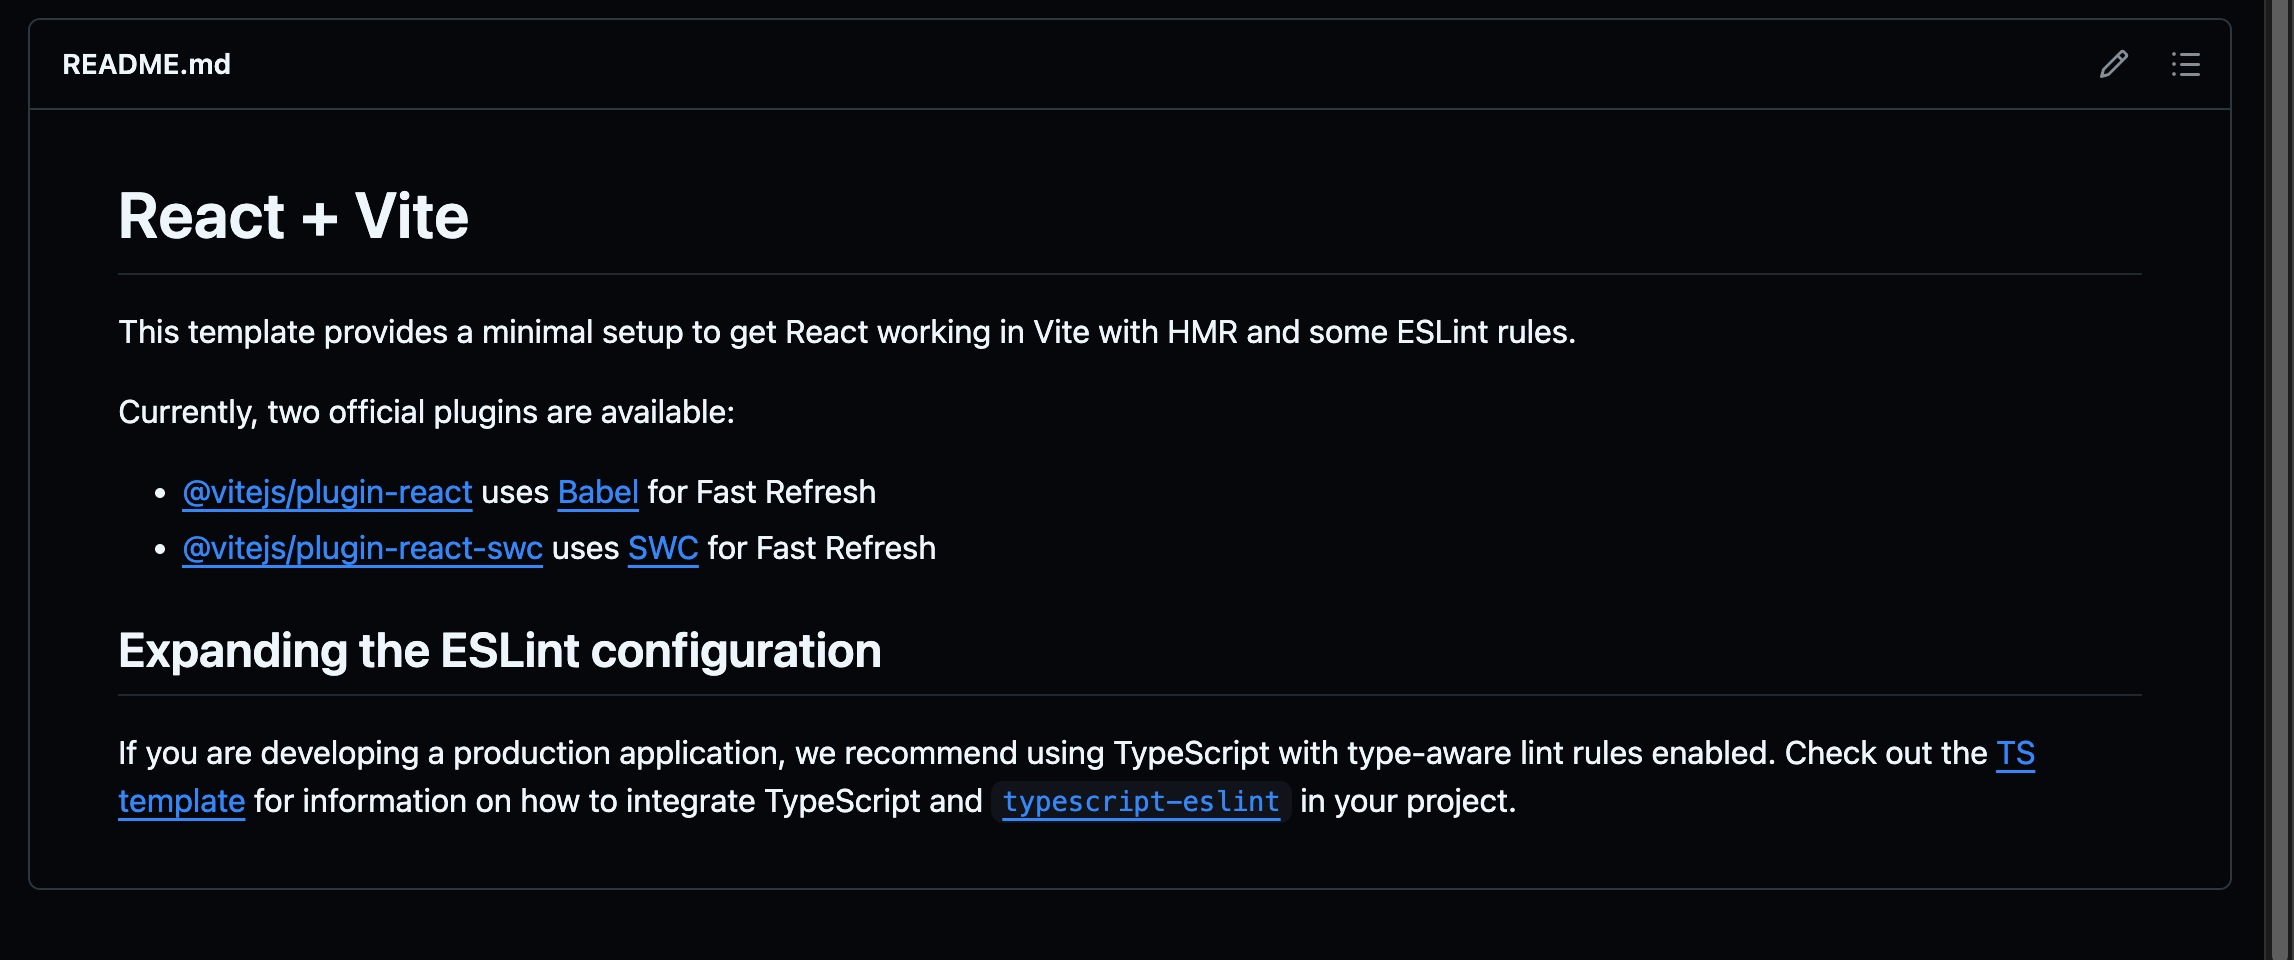 README.md
React + Vite
This template provides a minimal setup to get React working in Vite with HMR and some ESLint rules.
Currently, two official plugins are available:
• @vitejs/plugin-react uses Babel for Fast Refresh
• @vitejs/plugin-react-swc uses SWC for Fast Refresh
Expanding the ESLint configuration
If you are developing a production application, we recommend using TypeScript with type-aware lint rules enabled. Check out the TS
template for information on how to integrate TypeScript and typescript-eslint in your project.